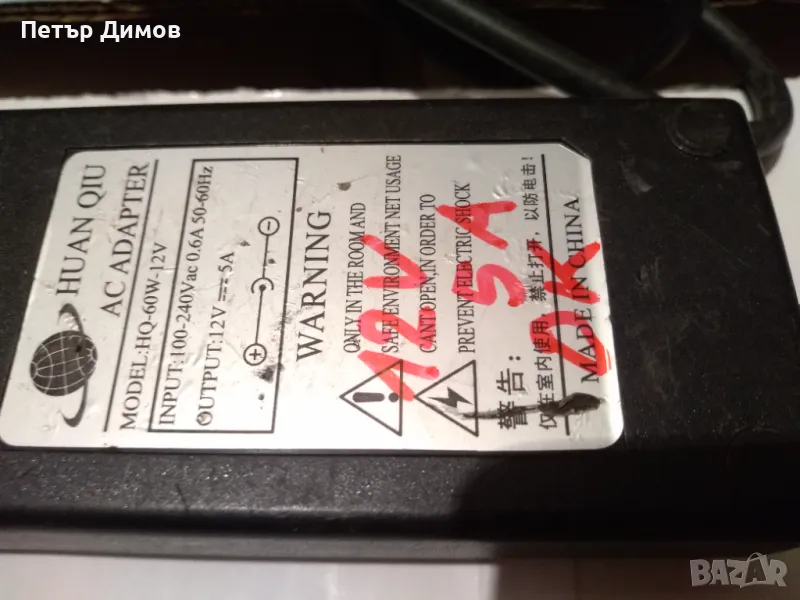 Петър Димов
HUAN QIU
AC ADAPTER
MODEL:HQ-60W-12V
INPUT:100-240Vac 0.6A 50-60Hz
OUTPUT:12V⎓5A
WARNING
ONLY IN THE ROOM AND
SAFE ENVIRONMENT NET USAGE
CANT OPEN,IN ORDER TO
PREVENT ELECTRIC SHOCK
警告:
仅在室内使用,禁止打开,以防电击!
MADE IN CHINA
12V
5A
OK
BAZAR